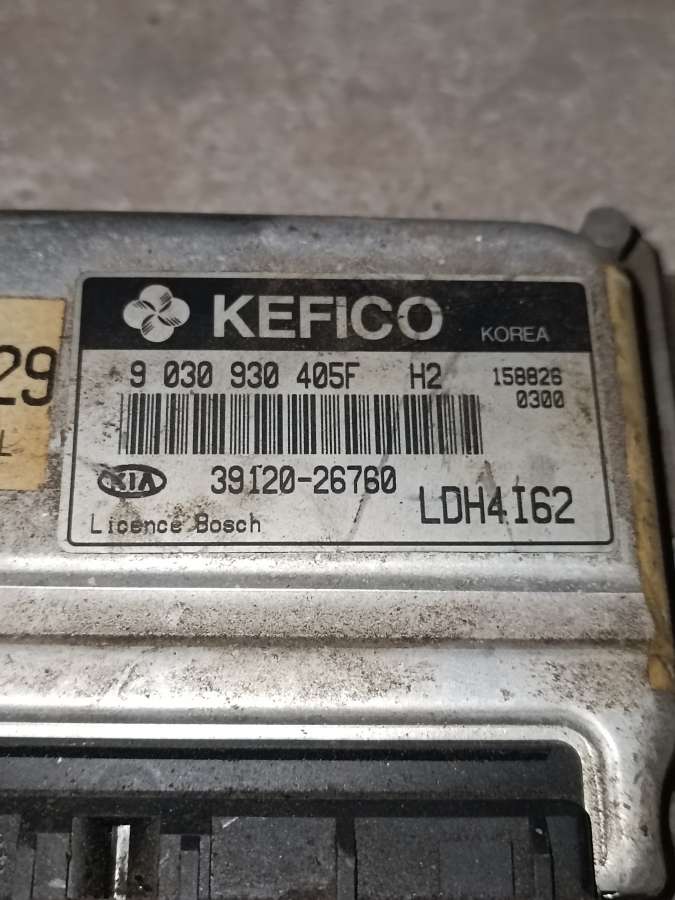 KEFICO KOREA
9 030 930 405F H2 158826
0300
29
L
KIA 39120-26760 LDH4I62
Licence Bosch